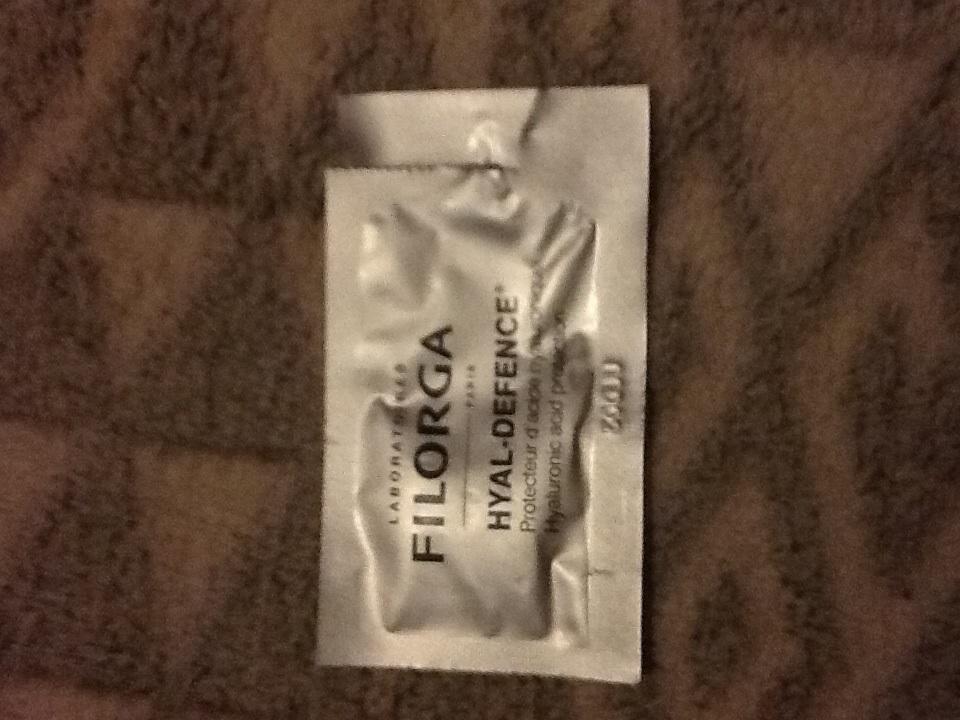 LABORATOIRES
FILORGA
PARIS
HYAL-DEFENCE®
Protecteur d'acide
Hyaluronic acid